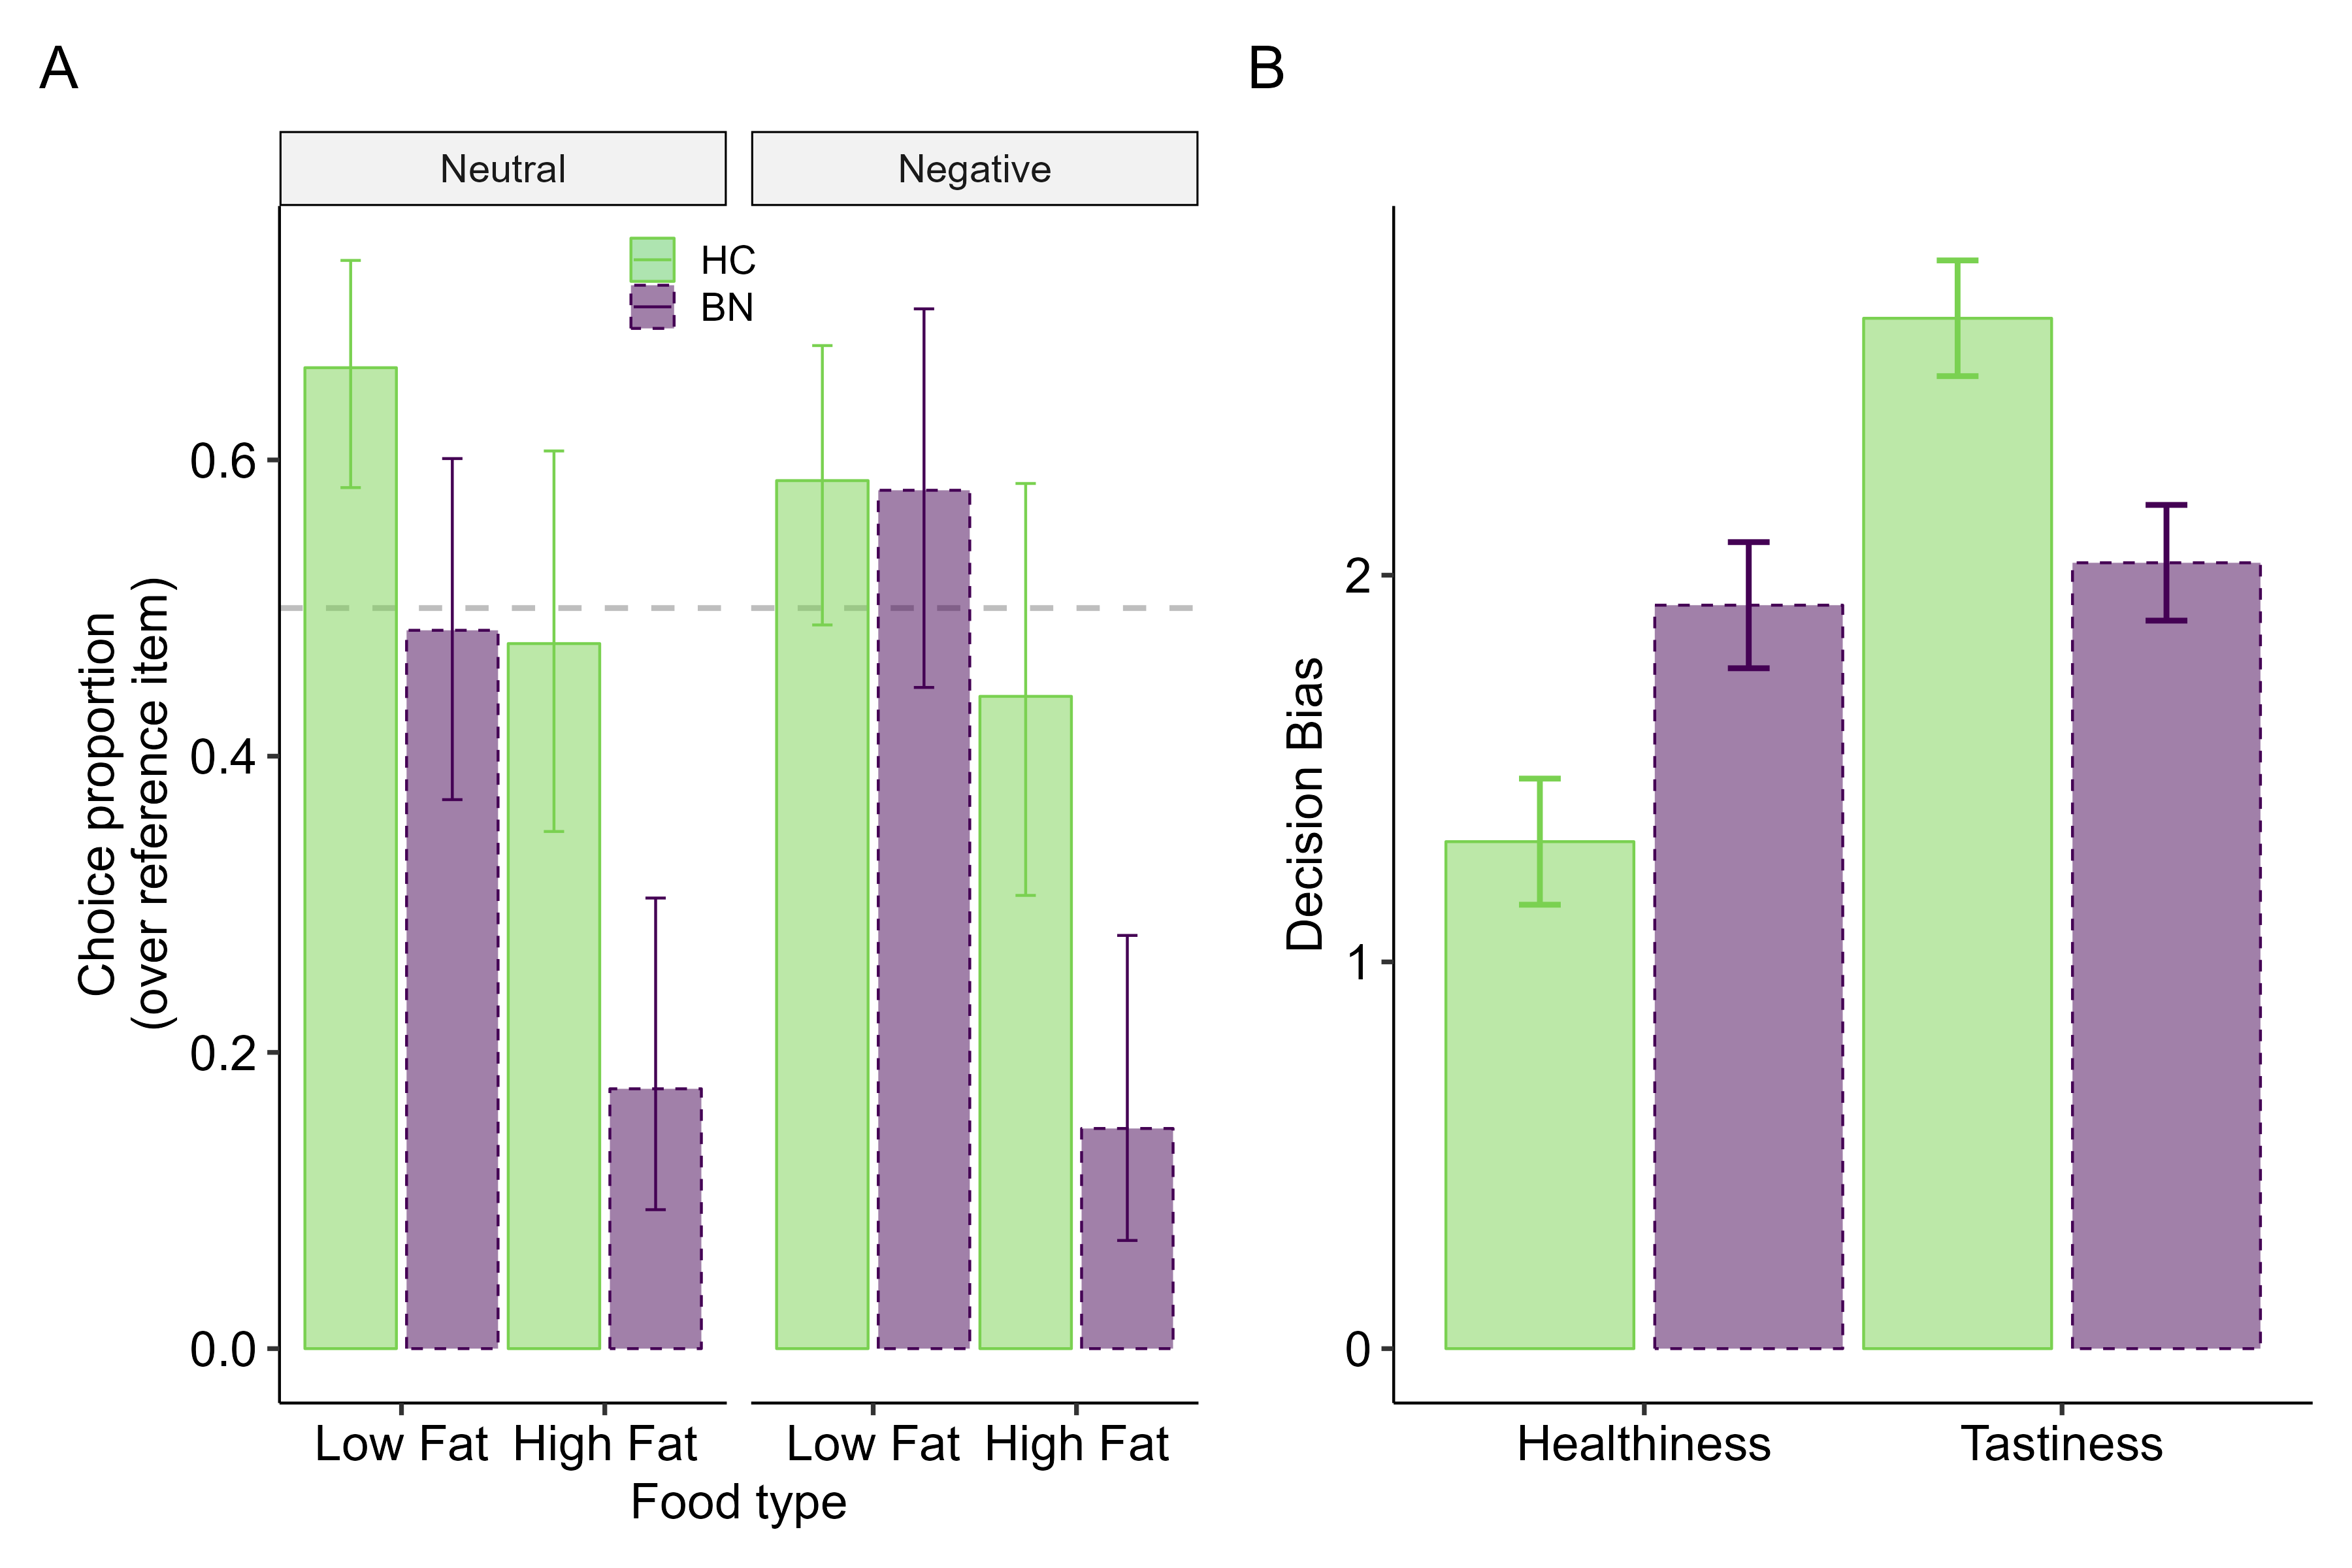 A
B
Neutral
Negative
HC
BN
0.6
0.4
0.2
0.0
Choice proportion
(over reference item)
Low Fat
High Fat
Low Fat
High Fat
Food type
2
1
0
Decision Bias
Healthiness
Tastiness